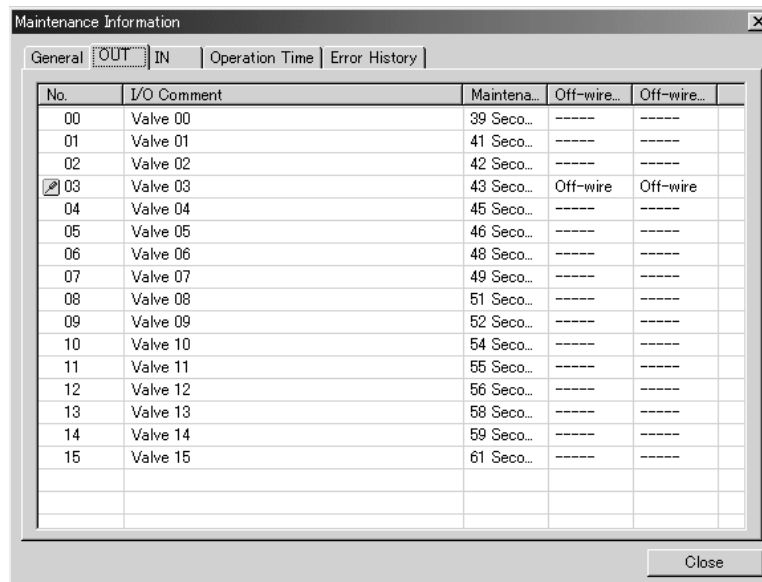 Maintenance Information
General OUT IN Operation Time Error History
No. I/O Comment Maintena... Off-wire... Off-wire...
00 Valve 00 39 Seco... ----- -----
01 Valve 01 41 Seco... ----- -----
02 Valve 02 42 Seco... ----- -----
03 Valve 03 43 Seco... Off-wire Off-wire
04 Valve 04 45 Seco... ----- -----
05 Valve 05 46 Seco... ----- -----
06 Valve 06 48 Seco... ----- -----
07 Valve 07 49 Seco... ----- -----
08 Valve 08 51 Seco... ----- -----
09 Valve 09 52 Seco... ----- -----
10 Valve 10 54 Seco... ----- -----
11 Valve 11 55 Seco... ----- -----
12 Valve 12 56 Seco... ----- -----
13 Valve 13 58 Seco... ----- -----
14 Valve 14 59 Seco... ----- -----
15 Valve 15 61 Seco... ----- -----
Close